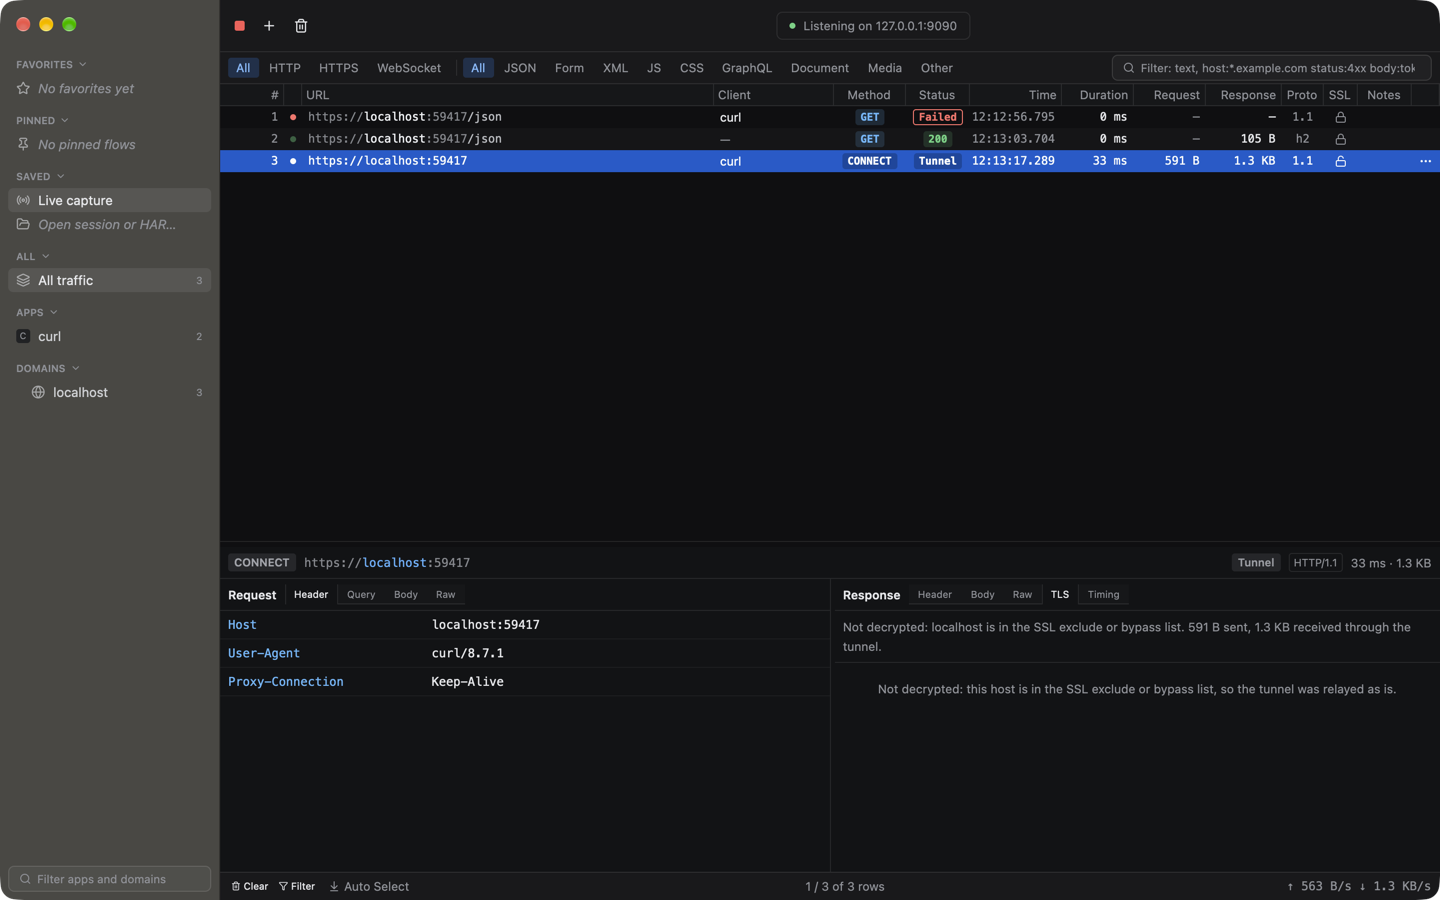 Listening on 127.0.0.1:9090
FAVORITES
No favorites yet
PINNED
No pinned flows
SAVED
Live capture
Open session or HAR...
ALL
All traffic 3
APPS
C curl 2
DOMAINS
localhost 3
Filter apps and domains
All HTTP HTTPS WebSocket All JSON Form XML JS CSS GraphQL Document Media Other Filter: text, host:*.example.com status:4xx body:tok
# URL Client Method Status Time Duration Request Response Proto SSL Notes
1 https://localhost:59417/json curl GET Failed 12:12:56.795 0 ms — — 1.1
2 https://localhost:59417/json — GET 200 12:13:03.704 0 ms — 105 B h2
3 https://localhost:59417 curl CONNECT Tunnel 12:13:17.289 33 ms 591 B 1.3 KB 1.1 ...
CONNECT https://localhost:59417 Tunnel HTTP/1.1 33 ms · 1.3 KB
Request Header Query Body Raw
Host localhost:59417
User-Agent curl/8.7.1
Proxy-Connection Keep-Alive
Response Header Body Raw TLS Timing
Not decrypted: localhost is in the SSL exclude or bypass list. 591 B sent, 1.3 KB received through the
tunnel.
Not decrypted: this host is in the SSL exclude or bypass list, so the tunnel was relayed as is.
Clear Filter Auto Select 1 / 3 of 3 rows ↑ 563 B/s ↓ 1.3 KB/s